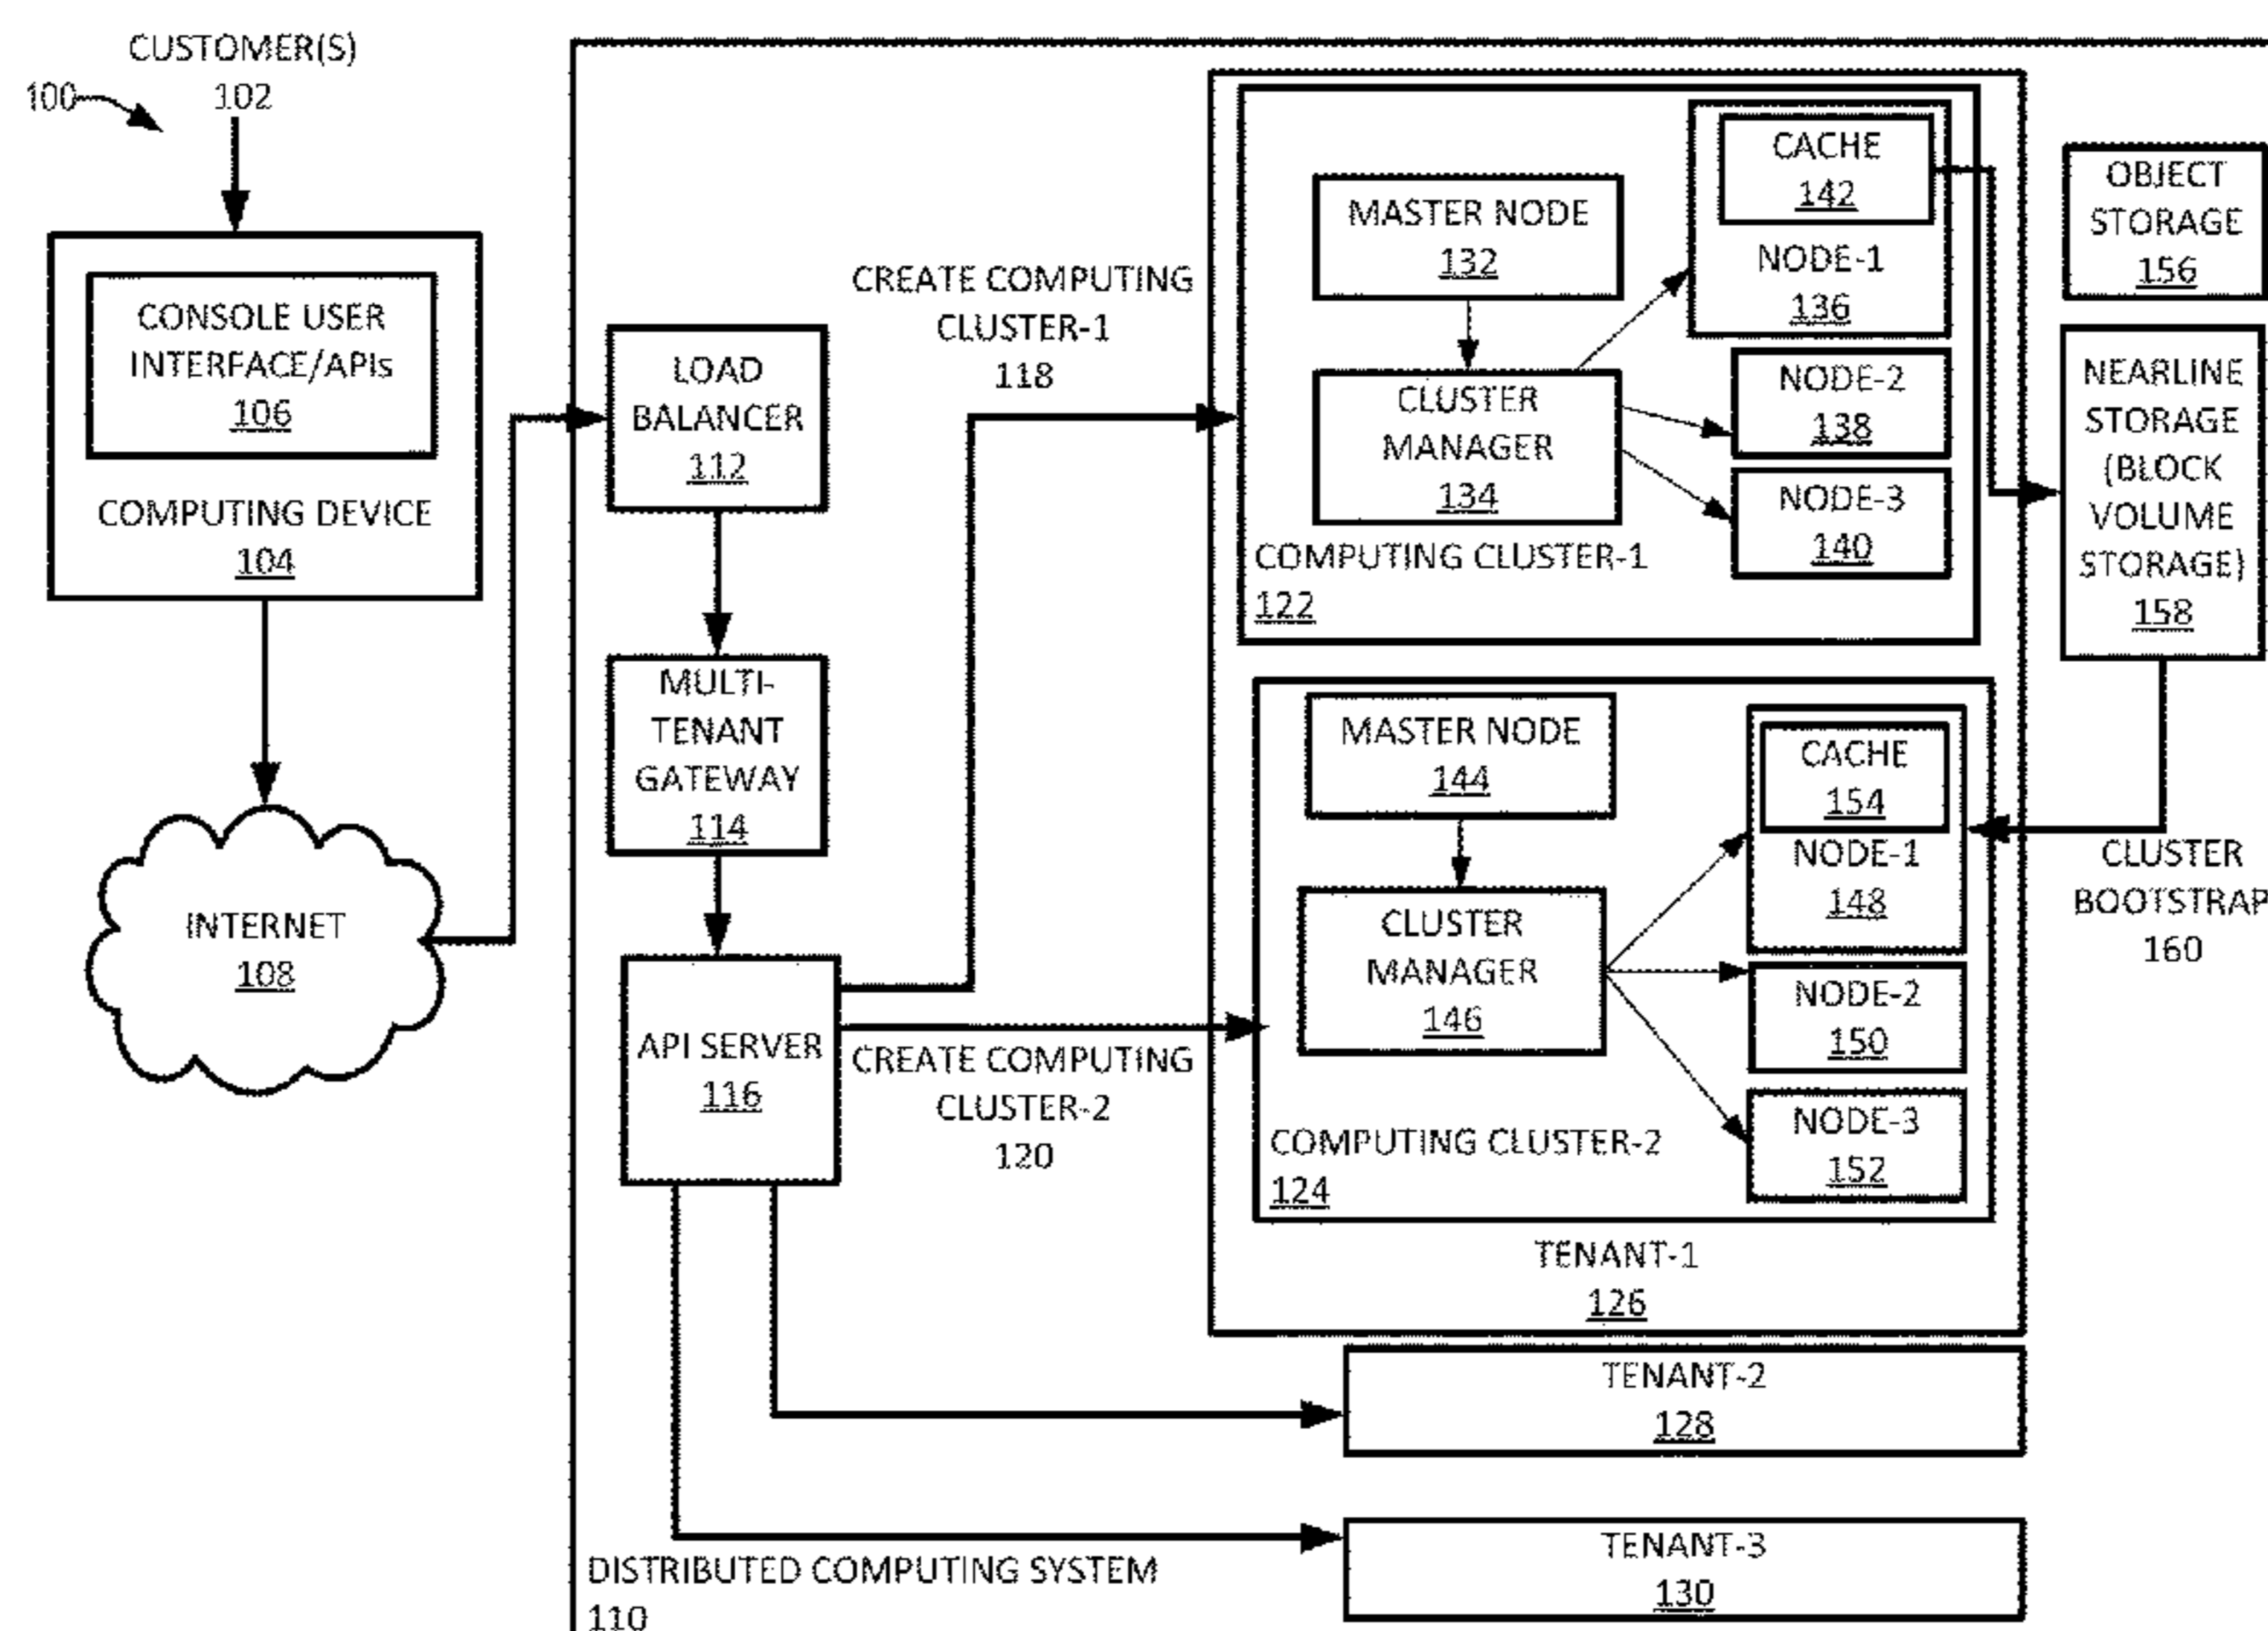 CUSTOMER(S)
102
100
CONSOLE USER
INTERFACE/APIs
106
COMPUTING DEVICE
104
INTERNET
108
LOAD
BALANCER
112
MULTI-
TENANT
GATEWAY
114
API SERVER
116
CREATE COMPUTING
CLUSTER-1
118
CREATE COMPUTING
CLUSTER-2
120
MASTER NODE
132
CLUSTER
MANAGER
134
CACHE
142
NODE-1
136
NODE-2
138
NODE-3
140
COMPUTING CLUSTER-1
122
MASTER NODE
144
CLUSTER
MANAGER
146
CACHE
154
NODE-1
148
NODE-2
150
NODE-3
152
COMPUTING CLUSTER-2
124
TENANT-1
126
TENANT-2
128
TENANT-3
130
OBJECT
STORAGE
156
NEARLINE
STORAGE
(BLOCK
VOLUME
STORAGE)
158
CLUSTER
BOOTSTRAP
160
DISTRIBUTED COMPUTING SYSTEM
110